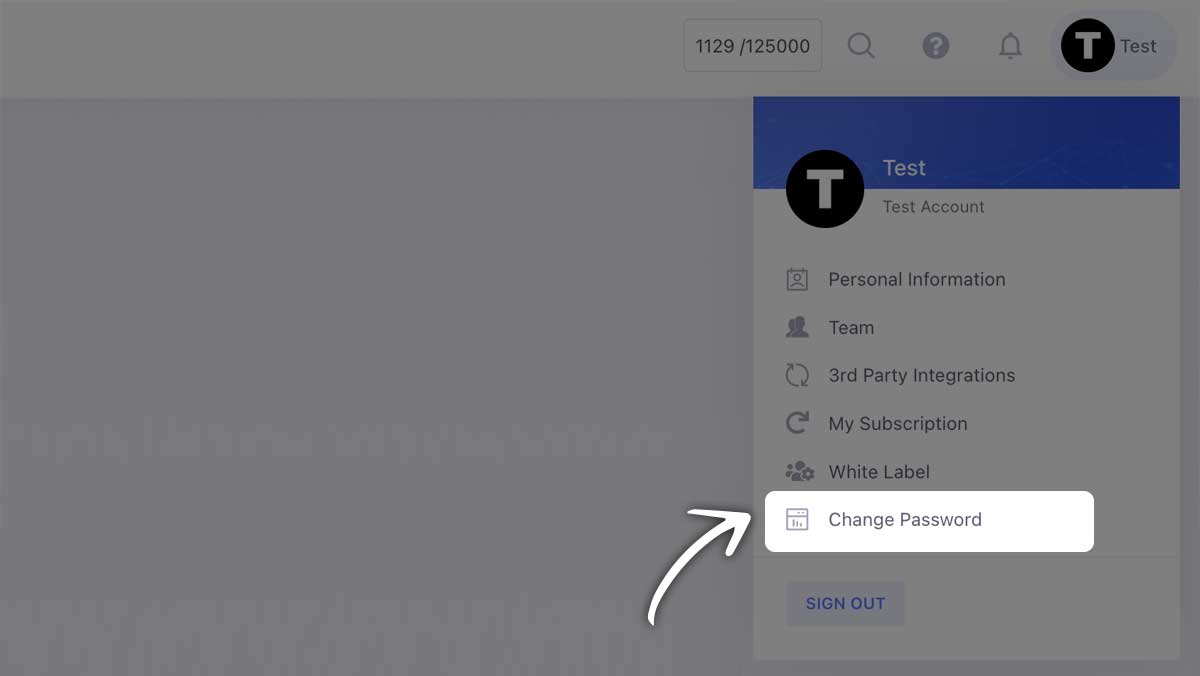 1129 /125000
T Test
T Test
Test Account
Personal Information
Team
3rd Party Integrations
My Subscription
White Label
Change Password
SIGN OUT